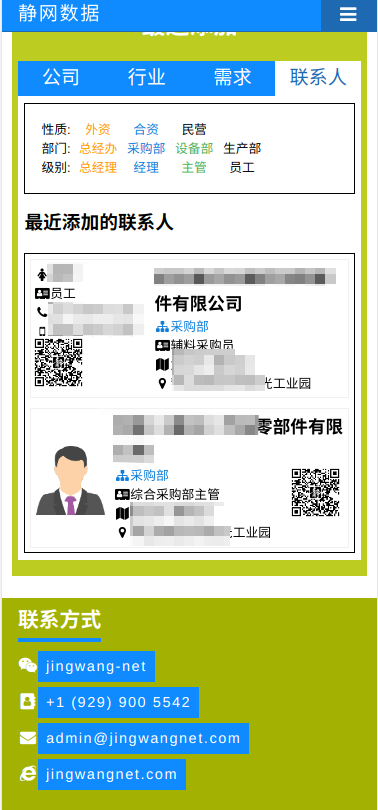 静网数据
最近添加
公司 行业 需求 联系人
性质: 外资 合资 民营
部门: 总经办 采购部 设备部 生产部
级别: 总经理 经理 主管 员工
最近添加的联系人
员工
件有限公司
采购部
辅料采购员
光工业园
零部件有限
采购部
综合采购部主管
工业园
联系方式
jingwang-net
+1 (929) 900 5542
admin@jingwangnet.com
jingwangnet.com